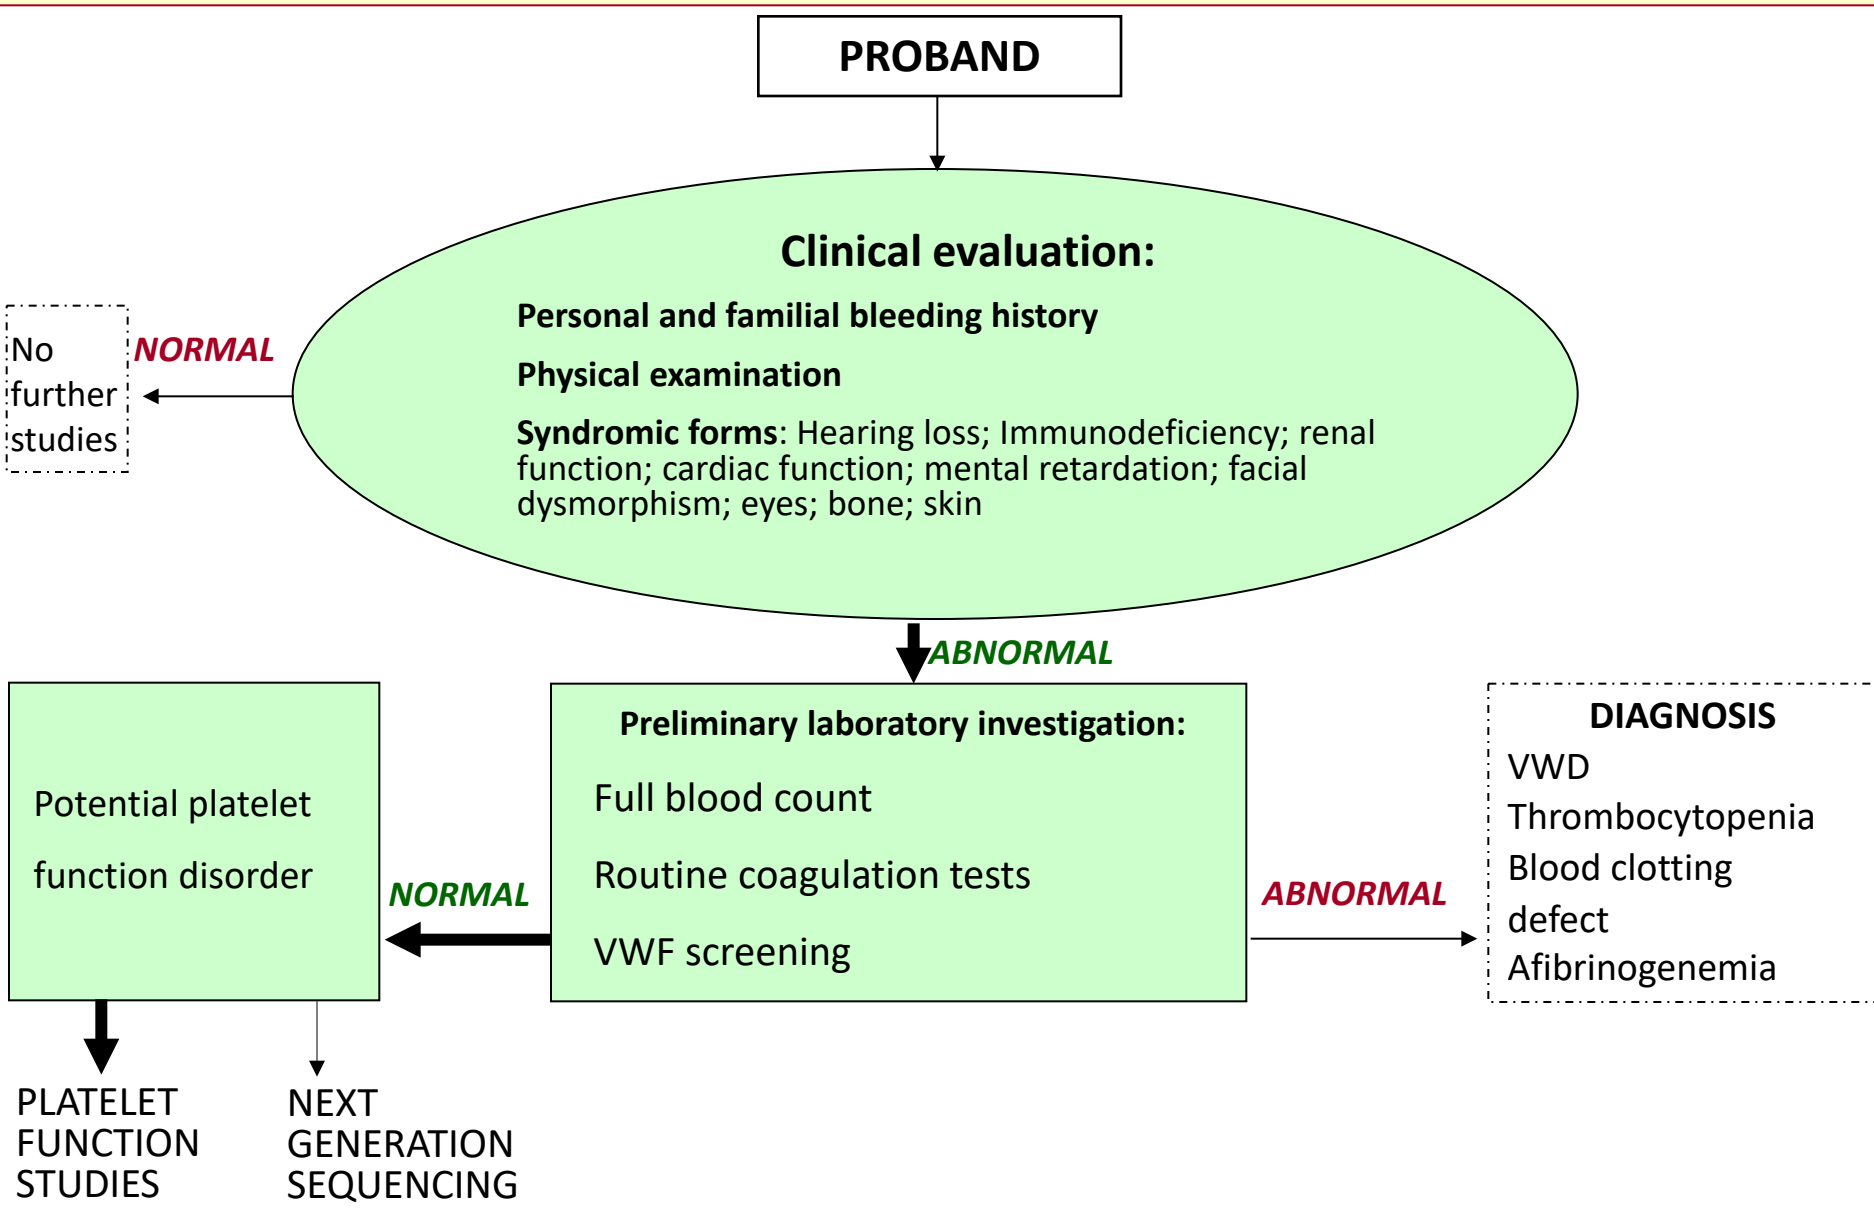 PROBAND
Clinical evaluation:
Personal and familial bleeding history
Physical examination
Syndromic forms: Hearing loss; Immunodeficiency; renal
function; cardiac function; mental retardation; facial
dysmorphism; eyes; bone; skin
NORMAL
No
further
studies
ABNORMAL
Preliminary laboratory investigation:
Full blood count
Routine coagulation tests
VWF screening
ABNORMAL
DIAGNOSIS
VWD
Thrombocytopenia
Blood clotting
defect
Afibrinogenemia
NORMAL
Potential platelet
function disorder
PLATELET
FUNCTION
STUDIES
NEXT
GENERATION
SEQUENCING